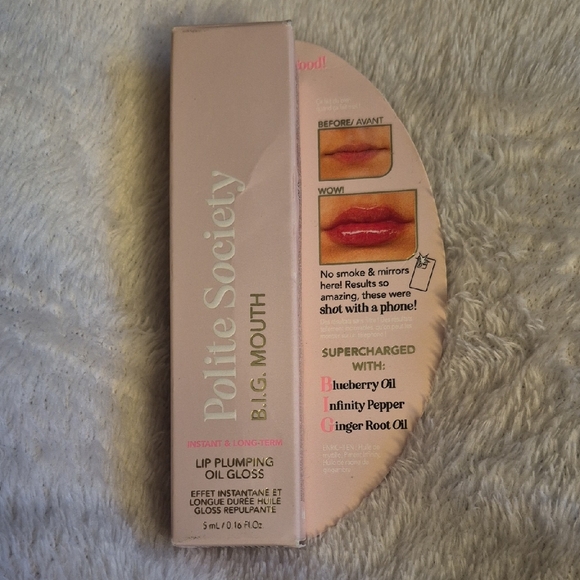 Polite Society
B.I.G. MOUTH
INSTANT & LONG-TERM
LIP PLUMPING
OIL GLOSS
EFFET INSTANTANÉ ET
LONGUE DURÉE HUILE
GLOSS REPULPANTE
5 mL / 0.16 Fl.Oz.
BEFORE/ AVANT
WOW!
No smoke & mirrors
here! Results so
amazing, these were
shot with a phone!
SUPERCHARGED
WITH:
Blueberry Oil
Infinity Pepper
Ginger Root Oil